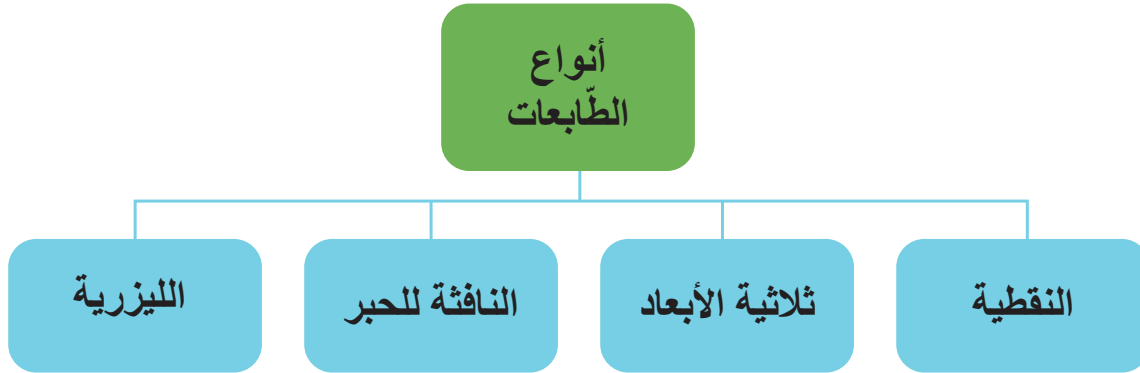 أنواع
الطّابعات
النقطية
ثلاثية الأبعاد
النافثة للحبر
الليزرية